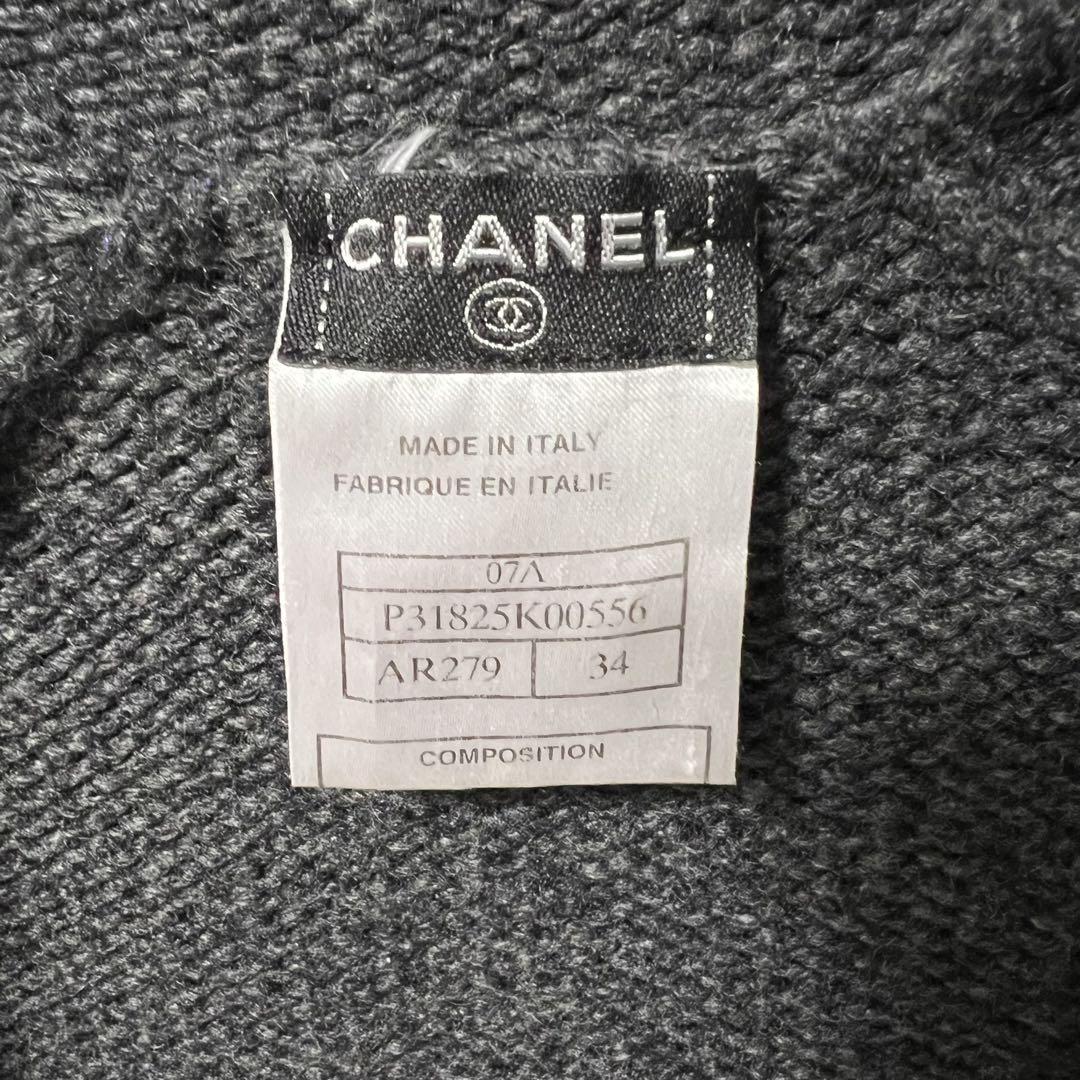 CHANEL
MADE IN ITALY
FABRIQUE EN ITALIE
07A
P31825K00556
AR279 34
COMPOSITION